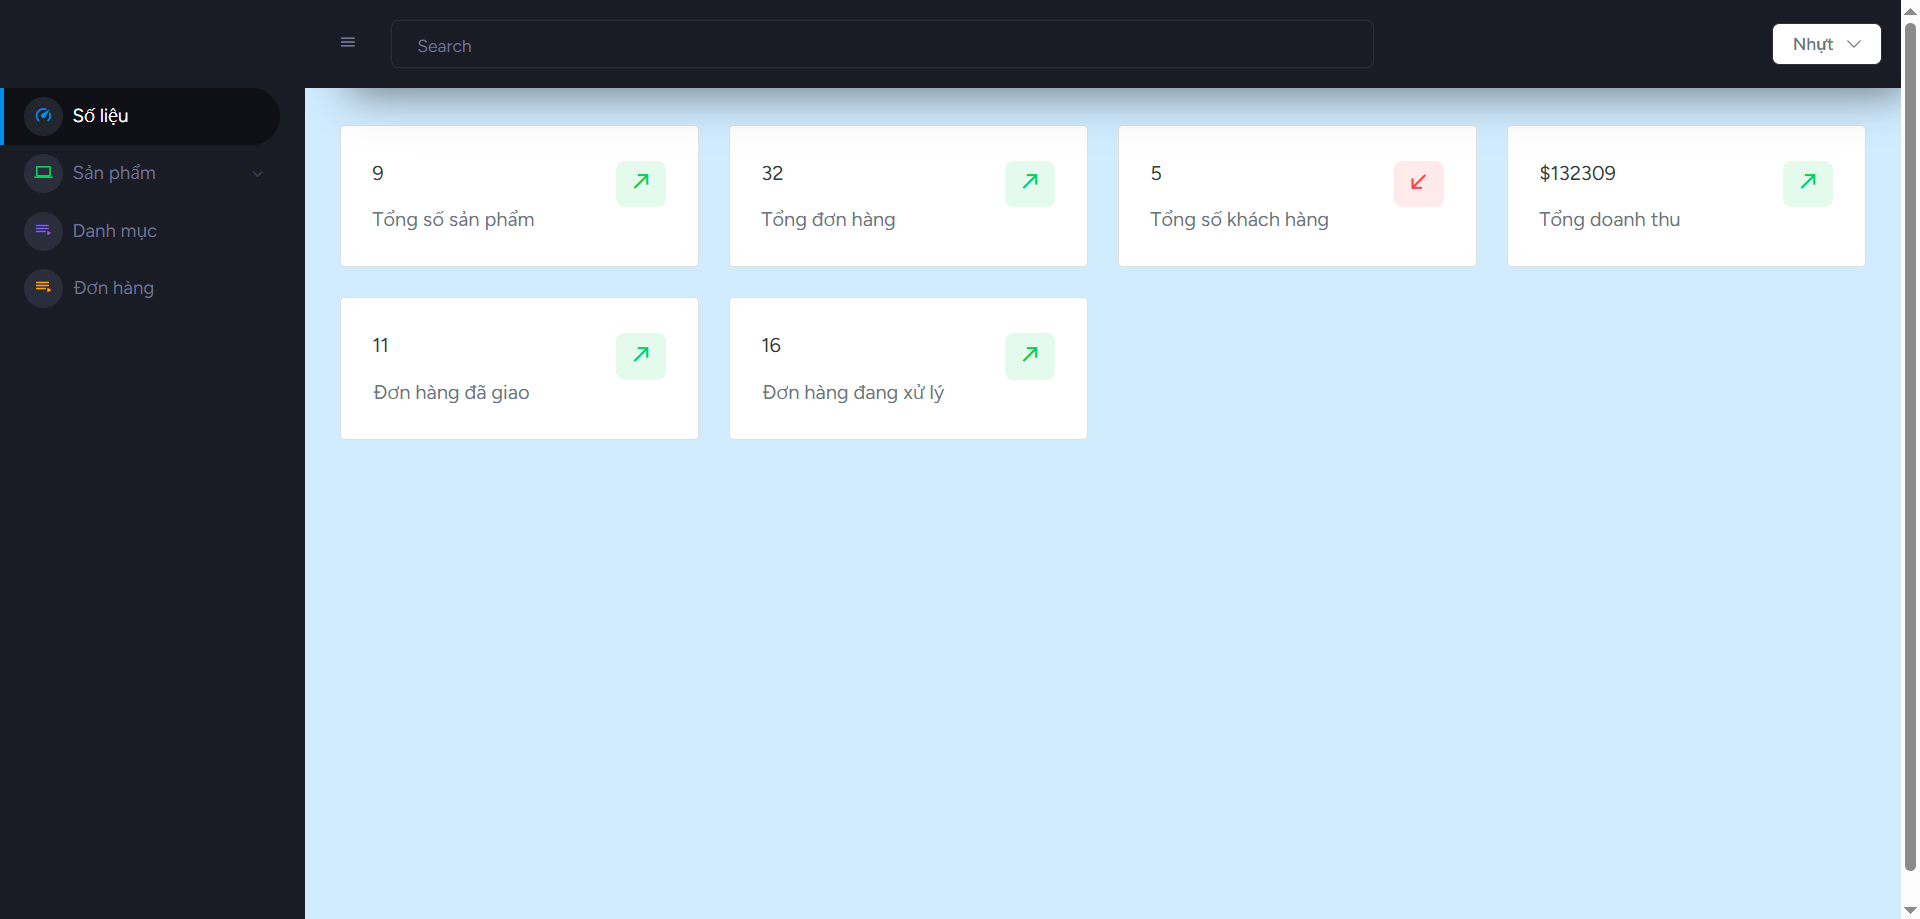 Search
Nhựt
Số liệu
Sản phẩm
Danh mục
Đơn hàng
9
Tổng số sản phẩm
32
Tổng đơn hàng
5
Tổng số khách hàng
$132309
Tổng doanh thu
11
Đơn hàng đã giao
16
Đơn hàng đang xử lý